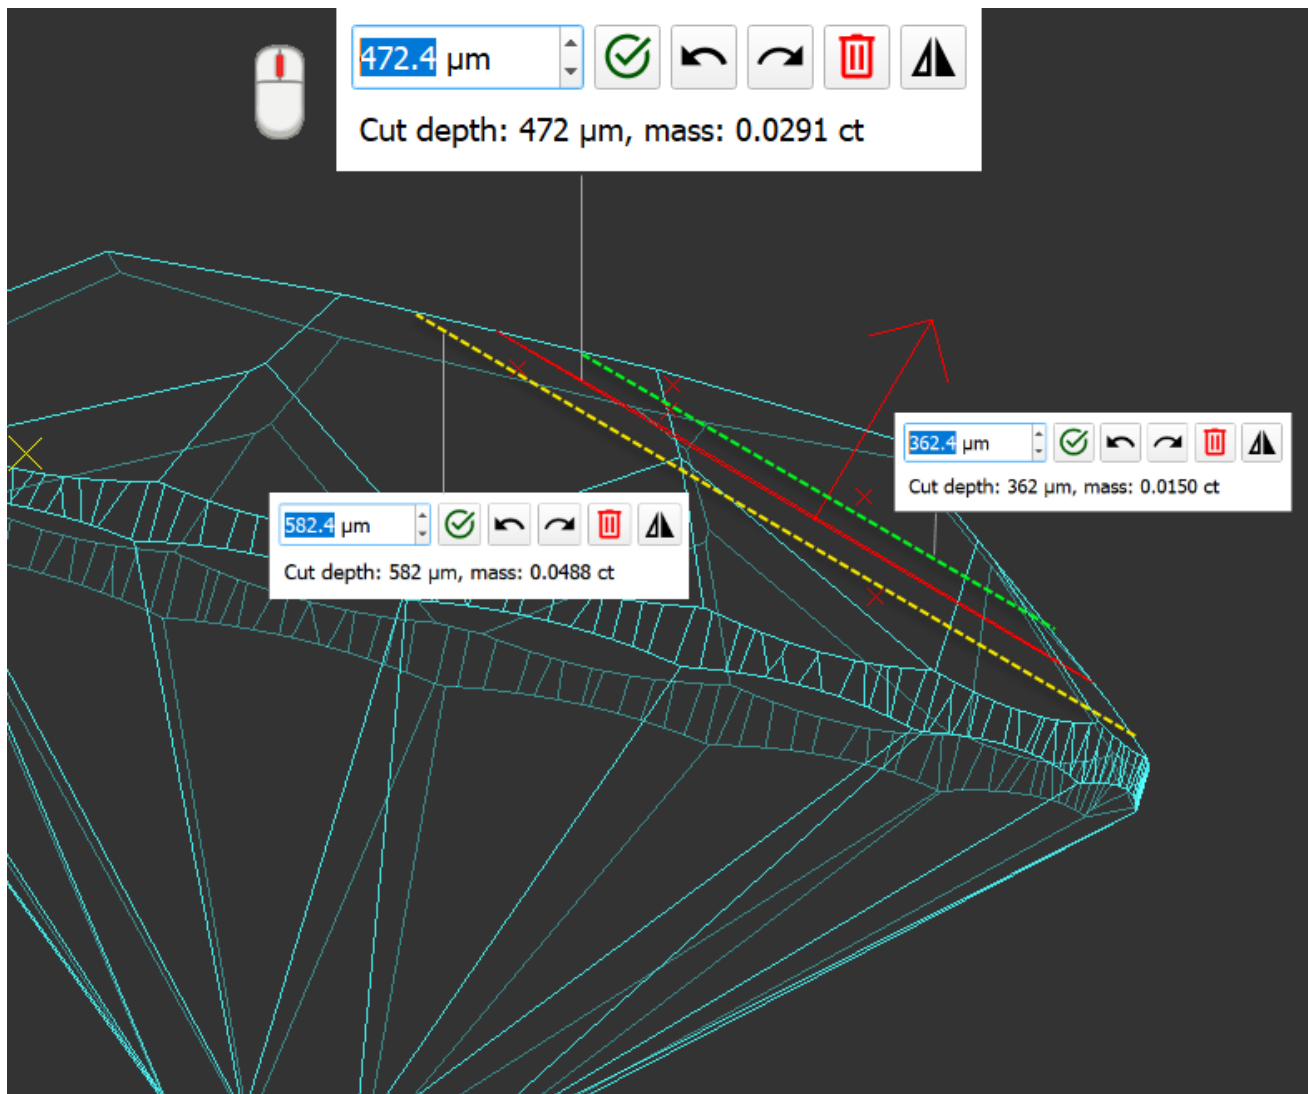 472.4 µm
Cut depth: 472 µm, mass: 0.0291 ct
362.4 µm
Cut depth: 362 µm, mass: 0.0150 ct
582.4 µm
Cut depth: 582 µm, mass: 0.0488 ct